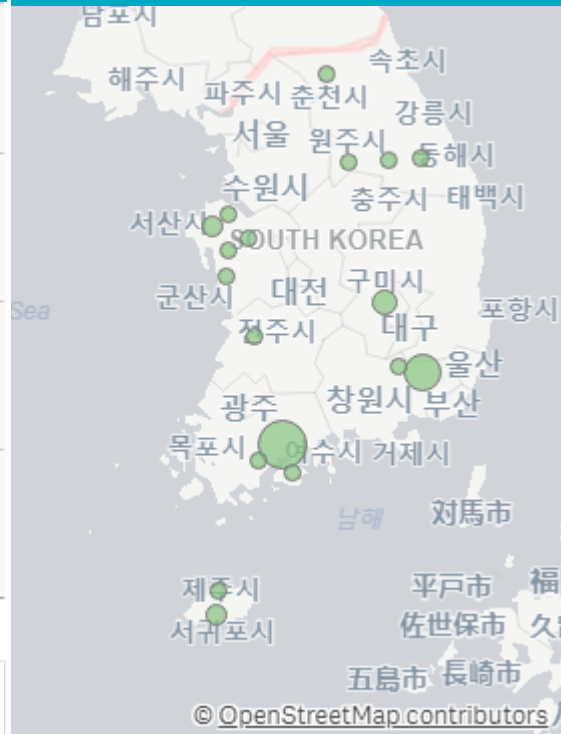 남포시
속초시
해주시
파주시 춘천시
강릉시
서울 원주시
동해시
수원시
충주시 태백시
서산시
SOUTH KOREA
구미시
대전
군산시
Sea
포항시
전주시 대구
울산
광주 창원시 부산
목포시 여수시 거제시
남해 対馬市
제주시 平戸市 福
서귀포시 佐世保市 久
五島市 長崎市
© OpenStreetMap contributors